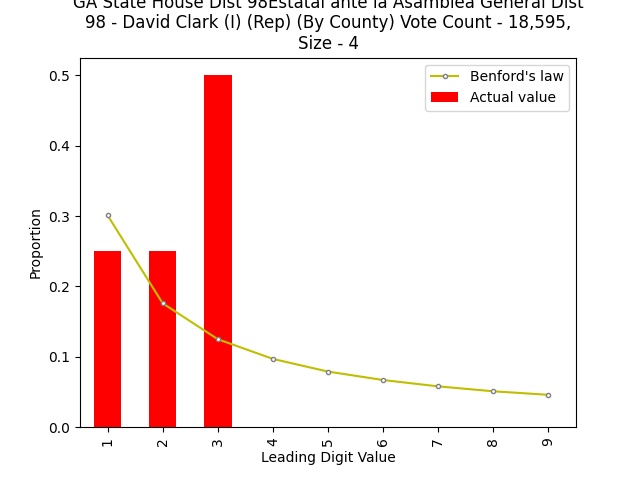 GA State House Dist 98Estatal ante la Asamblea General Dist
98 - David Clark (I) (Rep) (By County) Vote Count - 18,595,
Size - 4
Benford's law
Actual value
0.5
0.4
0.3
0.2
0.1
0.0
Proportion
1 2 3 4 5 6 7 8 9
Leading Digit Value